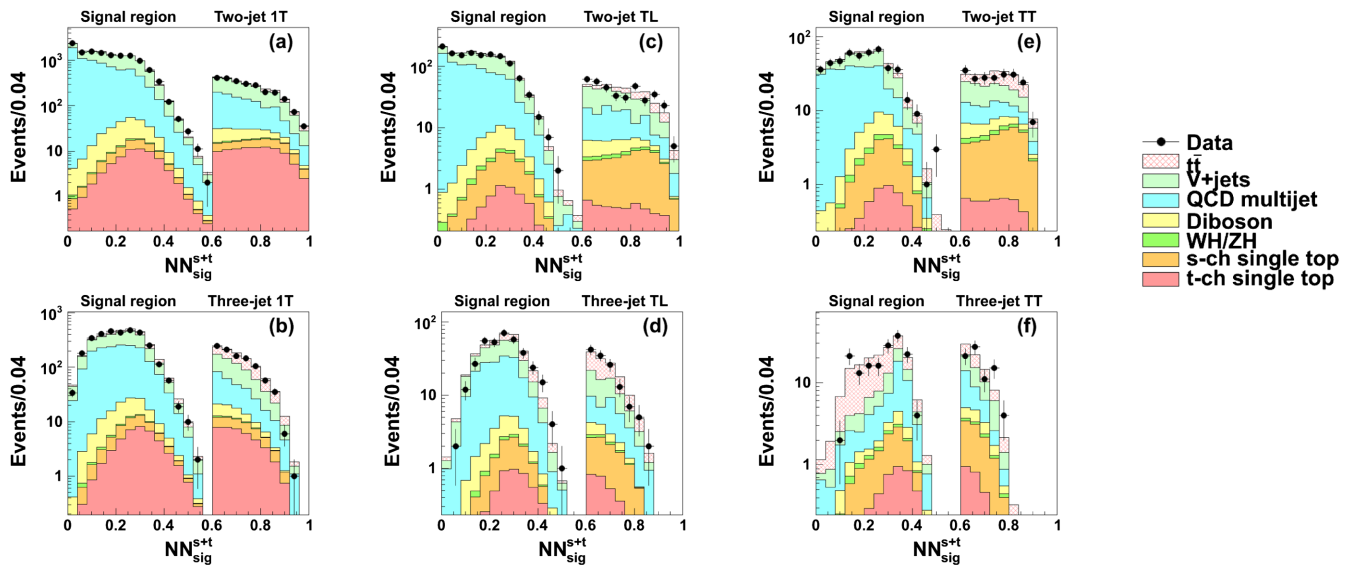 Signal region Two-jet 1T
(a)
Events/0.04
10³
10²
10
1
0 0.2 0.4 0.6 0.8 1
NN^{s+t}_{sig}
Signal region Two-jet TL
(c)
Events/0.04
10²
10
1
0 0.2 0.4 0.6 0.8 1
NN^{s+t}_{sig}
Signal region Two-jet TT
(e)
Events/0.04
10²
10
1
0 0.2 0.4 0.6 0.8 1
NN^{s+t}_{sig}
Data
tt̄
V+jets
QCD multijet
Diboson
WH/ZH
s-ch single top
t-ch single top
Signal region Three-jet 1T
(b)
Events/0.04
10³
10²
10
1
0 0.2 0.4 0.6 0.8 1
NN^{s+t}_{sig}
Signal region Three-jet TL
(d)
Events/0.04
10²
10
1
0 0.2 0.4 0.6 0.8 1
NN^{s+t}_{sig}
Signal region Three-jet TT
(f)
Events/0.04
10
1
0 0.2 0.4 0.6 0.8 1
NN^{s+t}_{sig}